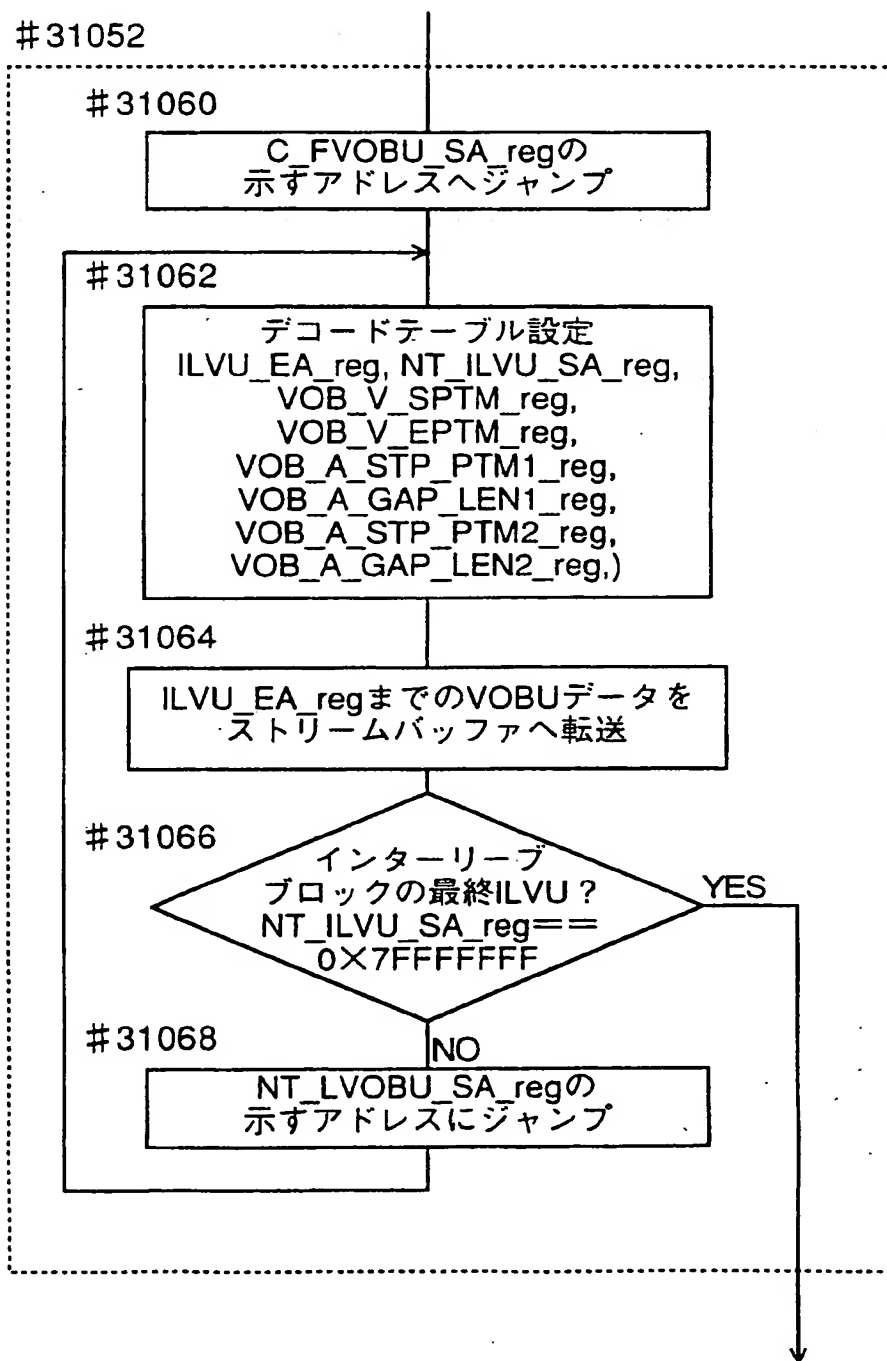 #31052
#31060
C_FVOBU_SA_regの
示すアドレスへジャンプ
#31062
デコードテーブル設定
ILVU_EA_reg, NT_ILVU_SA_reg,
VOB_V_SPTM_reg,
VOB_V_EPTM_reg,
VOB_A_STP_PTM1_reg,
VOB_A_GAP_LEN1_reg,
VOB_A_STP_PTM2_reg,
VOB_A_GAP_LEN2_reg,)
#31064
ILVU_EA_regまでのVOBUデータを
ストリームバッファへ転送
#31066
インターリーブ
ブロックの最終ILVU?
NT_ILVU_SA_reg==
0×7FFFFFFF
YES
#31068
NO
NT_LVOBU_SA_regの
示すアドレスにジャンプ